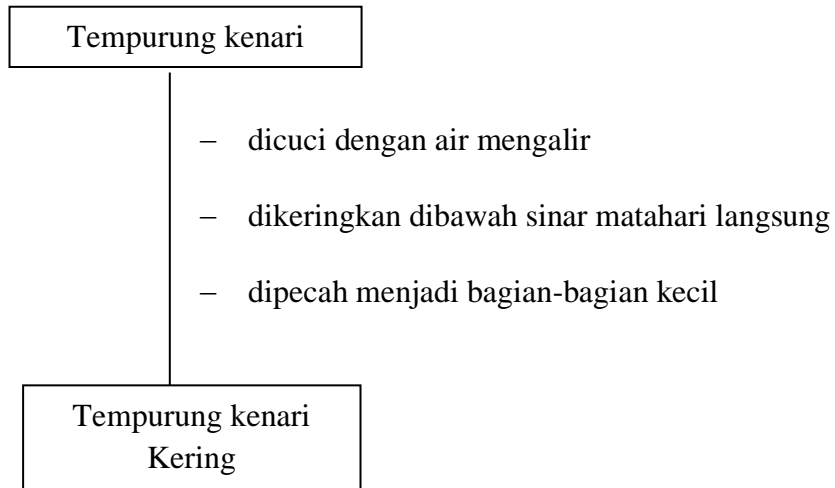 Tempurung kenari
– dicuci dengan air mengalir
– dikeringkan dibawah sinar matahari langsung
– dipecah menjadi bagian-bagian kecil
Tempurung kenari
Kering